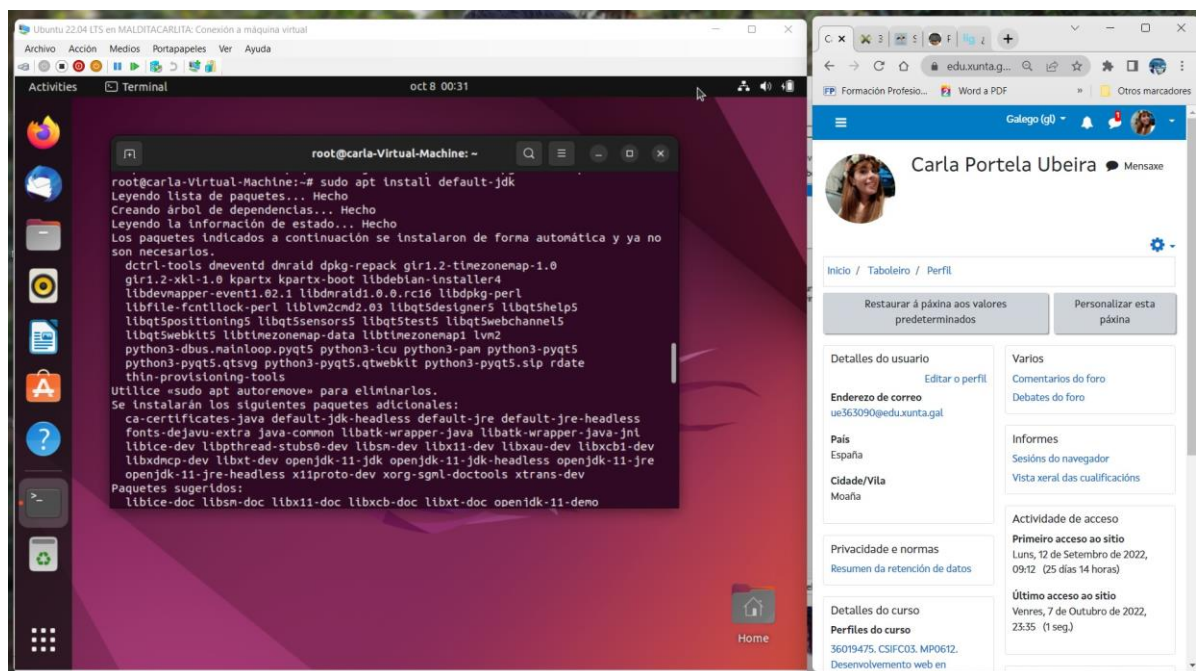 Ubuntu 22.04 LTS en MALDITACARLITA: Conexión a máquina virtual
Archivo Acción Medios Portapapeles Ver Ayuda
Activities Terminal oct 8 00:31
root@carla-Virtual-Machine: ~
root@carla-Virtual-Machine:~# sudo apt install default-jdk
Leyendo lista de paquetes... Hecho
Creando árbol de dependencias... Hecho
Leyendo la información de estado... Hecho
Los paquetes indicados a continuación se instalaron de forma automática y ya no
son necesarios.
dctrl-tools dmeventd dmraid dpkg-repack gir1.2-timezonemap-1.0
gir1.2-xkl-1.0 kpartx kpartx-boot libdebian-installer4
libdevmapper-event1.02.1 libdmraid1.0.0.rc16 libdpkg-perl
libfile-fcntllock-perl liblvm2cmd2.03 libqt5designer5 libqt5help5
libqt5positioning5 libqt5sensors5 libqt5test5 libqt5webchannel5
libqt5webkit5 libtimezonemap-data libtimezonemap1 lvm2
python3-dbus.mainloop.pyqt5 python3-icu python3-pam python3-pyqt5
python3-pyqt5.qtsvg python3-pyqt5.qtwebkit python3-pyqt5.sip rdate
thin-provisioning-tools
Utilice «sudo apt autoremove» para eliminarlos.
Se instalarán los siguientes paquetes adicionales:
ca-certificates-java default-jdk-headless default-jre default-jre-headless
fonts-dejavu-extra java-common libatk-wrapper-java libatk-wrapper-java-jni
libice-dev libpthread-stubs0-dev libsm-dev libx11-dev libxau-dev libxcb1-dev
libxdmcp-dev libxt-dev openjdk-11-jdk openjdk-11-jdk-headless openjdk-11-jre
openjdk-11-jre-headless x11proto-dev xorg-sgml-doctools xtrans-dev
Paquetes sugeridos:
libice-doc libsm-doc libx11-doc libxcb-doc libxt-doc openjdk-11-demo
Home
edu.xunta.g...
FP Formación Profesio... Word a PDF » Otros marcadores
Galego (gl)
Carla Portela Ubeira Mensaxe
Inicio / Taboleiro / Perfil
Restaurar á páxina aos valores
predeterminados
Personalizar esta
páxina
Detalles do usuario
Editar o perfil
Enderezo de correo
ue363090@edu.xunta.gal
País
España
Cidade/Vila
Moaña
Privacidade e normas
Resumen da retención de datos
Detalles do curso
Perfiles do curso
36019475. CSIFC03. MP0612.
Desenvolvemento web en
Varios
Comentarios do foro
Debates do foro
Informes
Sesións do navegador
Vista xeral das cualificacións
Actividade de acceso
Primeiro acceso ao sitio
Luns, 12 de Setembro de 2022,
09:12 (25 días 14 horas)
Último acceso ao sitio
Venres, 7 de Outubro de 2022,
23:35 (1 seg.)